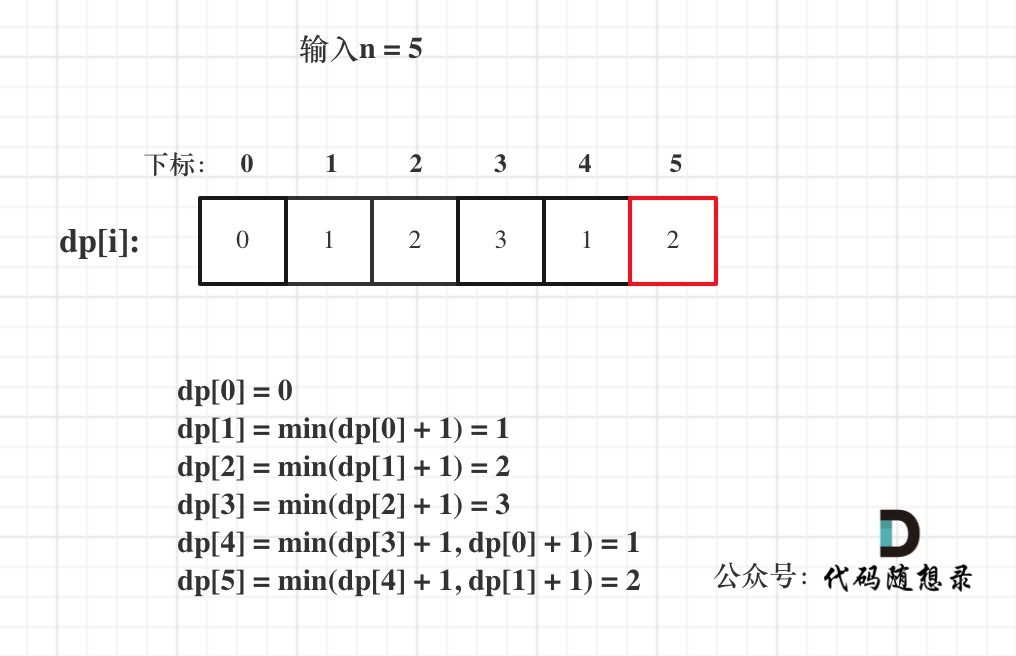 输入n = 5
下标： 0 1 2 3 4 5
dp[i]: 0 1 2 3 1 2
dp[0] = 0
dp[1] = min(dp[0] + 1) = 1
dp[2] = min(dp[1] + 1) = 2
dp[3] = min(dp[2] + 1) = 3
dp[4] = min(dp[3] + 1, dp[0] + 1) = 1
dp[5] = min(dp[4] + 1, dp[1] + 1) = 2
公众号：代码随想录